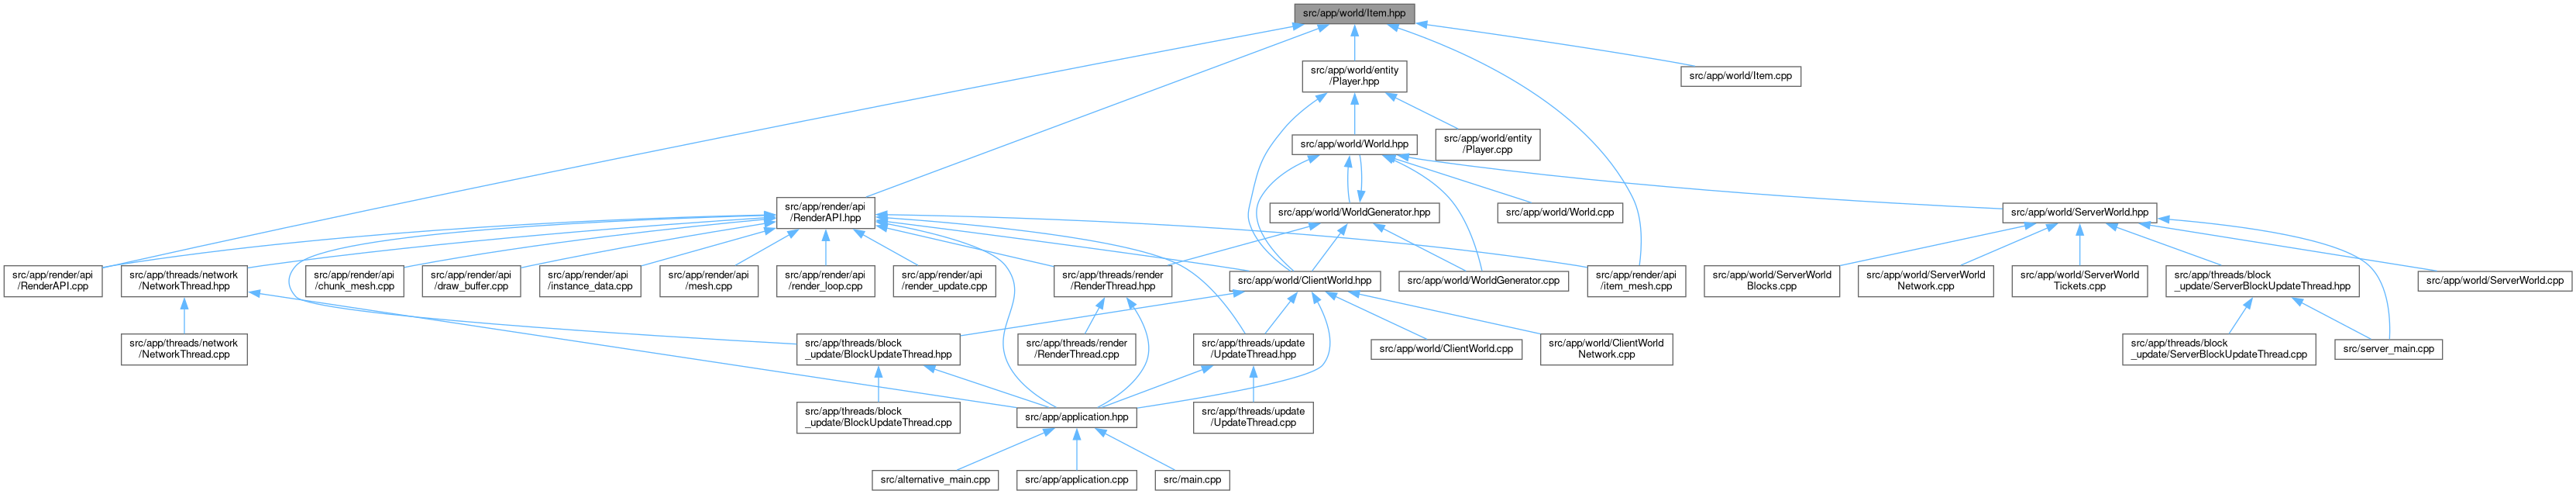 src/app/world/Item.hpp
src/app/world/entity
/Player.hpp
src/app/world/Item.cpp
src/app/world/World.hpp
src/app/world/entity
/Player.cpp
src/app/render/api
/RenderAPI.hpp
src/app/world/WorldGenerator.hpp
src/app/world/World.cpp
src/app/world/ServerWorld.hpp
src/app/render/api
/RenderAPI.cpp
src/app/threads/network
/NetworkThread.hpp
src/app/render/api
/chunk_mesh.cpp
src/app/render/api
/draw_buffer.cpp
src/app/render/api
/instance_data.cpp
src/app/render/api
/mesh.cpp
src/app/render/api
/render_loop.cpp
src/app/render/api
/render_update.cpp
src/app/threads/render
/RenderThread.hpp
src/app/world/ClientWorld.hpp
src/app/world/WorldGenerator.cpp
src/app/render/api
/item_mesh.cpp
src/app/world/ServerWorld
Blocks.cpp
src/app/world/ServerWorld
Network.cpp
src/app/world/ServerWorld
Tickets.cpp
src/app/threads/block
_update/ServerBlockUpdateThread.hpp
src/app/world/ServerWorld.cpp
src/app/threads/network
/NetworkThread.cpp
src/app/threads/block
_update/BlockUpdateThread.hpp
src/app/threads/render
/RenderThread.cpp
src/app/threads/update
/UpdateThread.hpp
src/app/world/ClientWorld.cpp
src/app/world/ClientWorld
Network.cpp
src/app/threads/block
_update/ServerBlockUpdateThread.cpp
src/server_main.cpp
src/app/threads/block
_update/BlockUpdateThread.cpp
src/app/application.hpp
src/app/threads/update
/UpdateThread.cpp
src/alternative_main.cpp
src/app/application.cpp
src/main.cpp